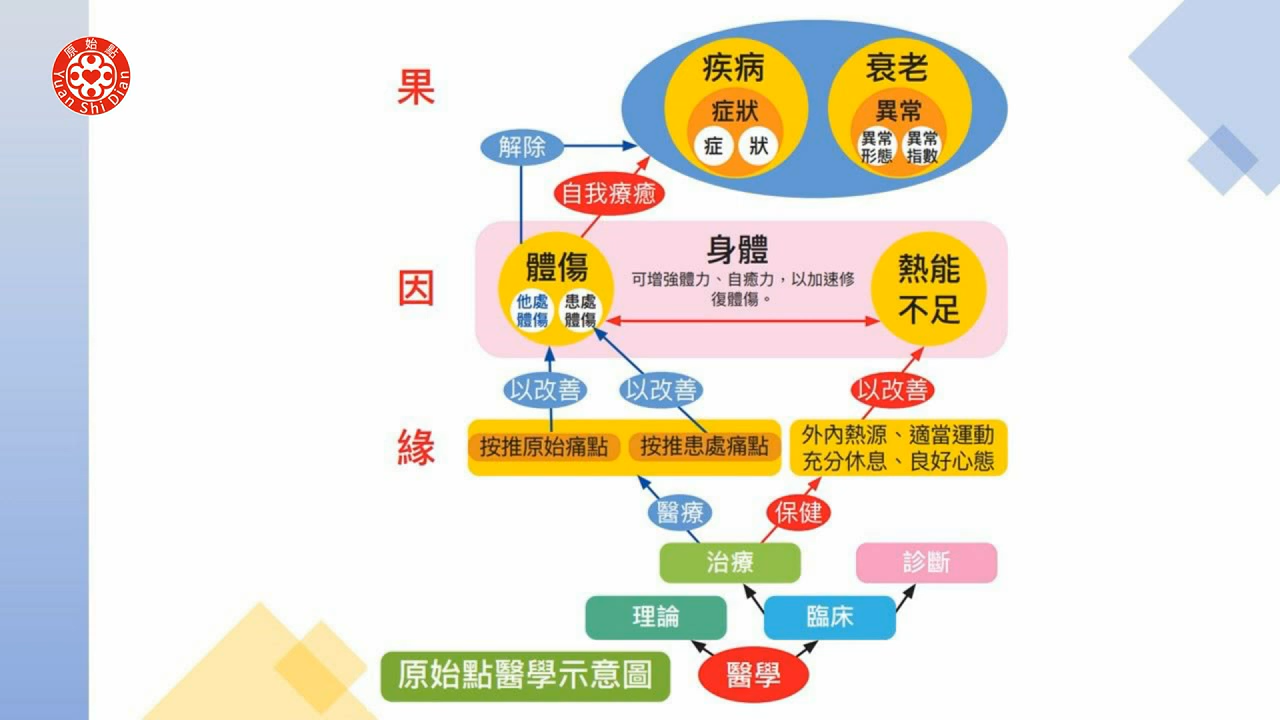 原始點
Yuan Shi Dian
果
疾病
症狀
症
狀
衰老
異常
異常
形態
異常
指數
解除
自我療癒
因
體傷
他處
體傷
患處
體傷
身體
可增強體力、自癒力，以加速修
復體傷。
熱能
不足
以改善
以改善
以改善
緣
按推原始痛點
按推患處痛點
外內熱源、適當運動
充分休息、良好心態
醫療
保健
治療
診斷
理論
臨床
原始點醫學示意圖
醫學